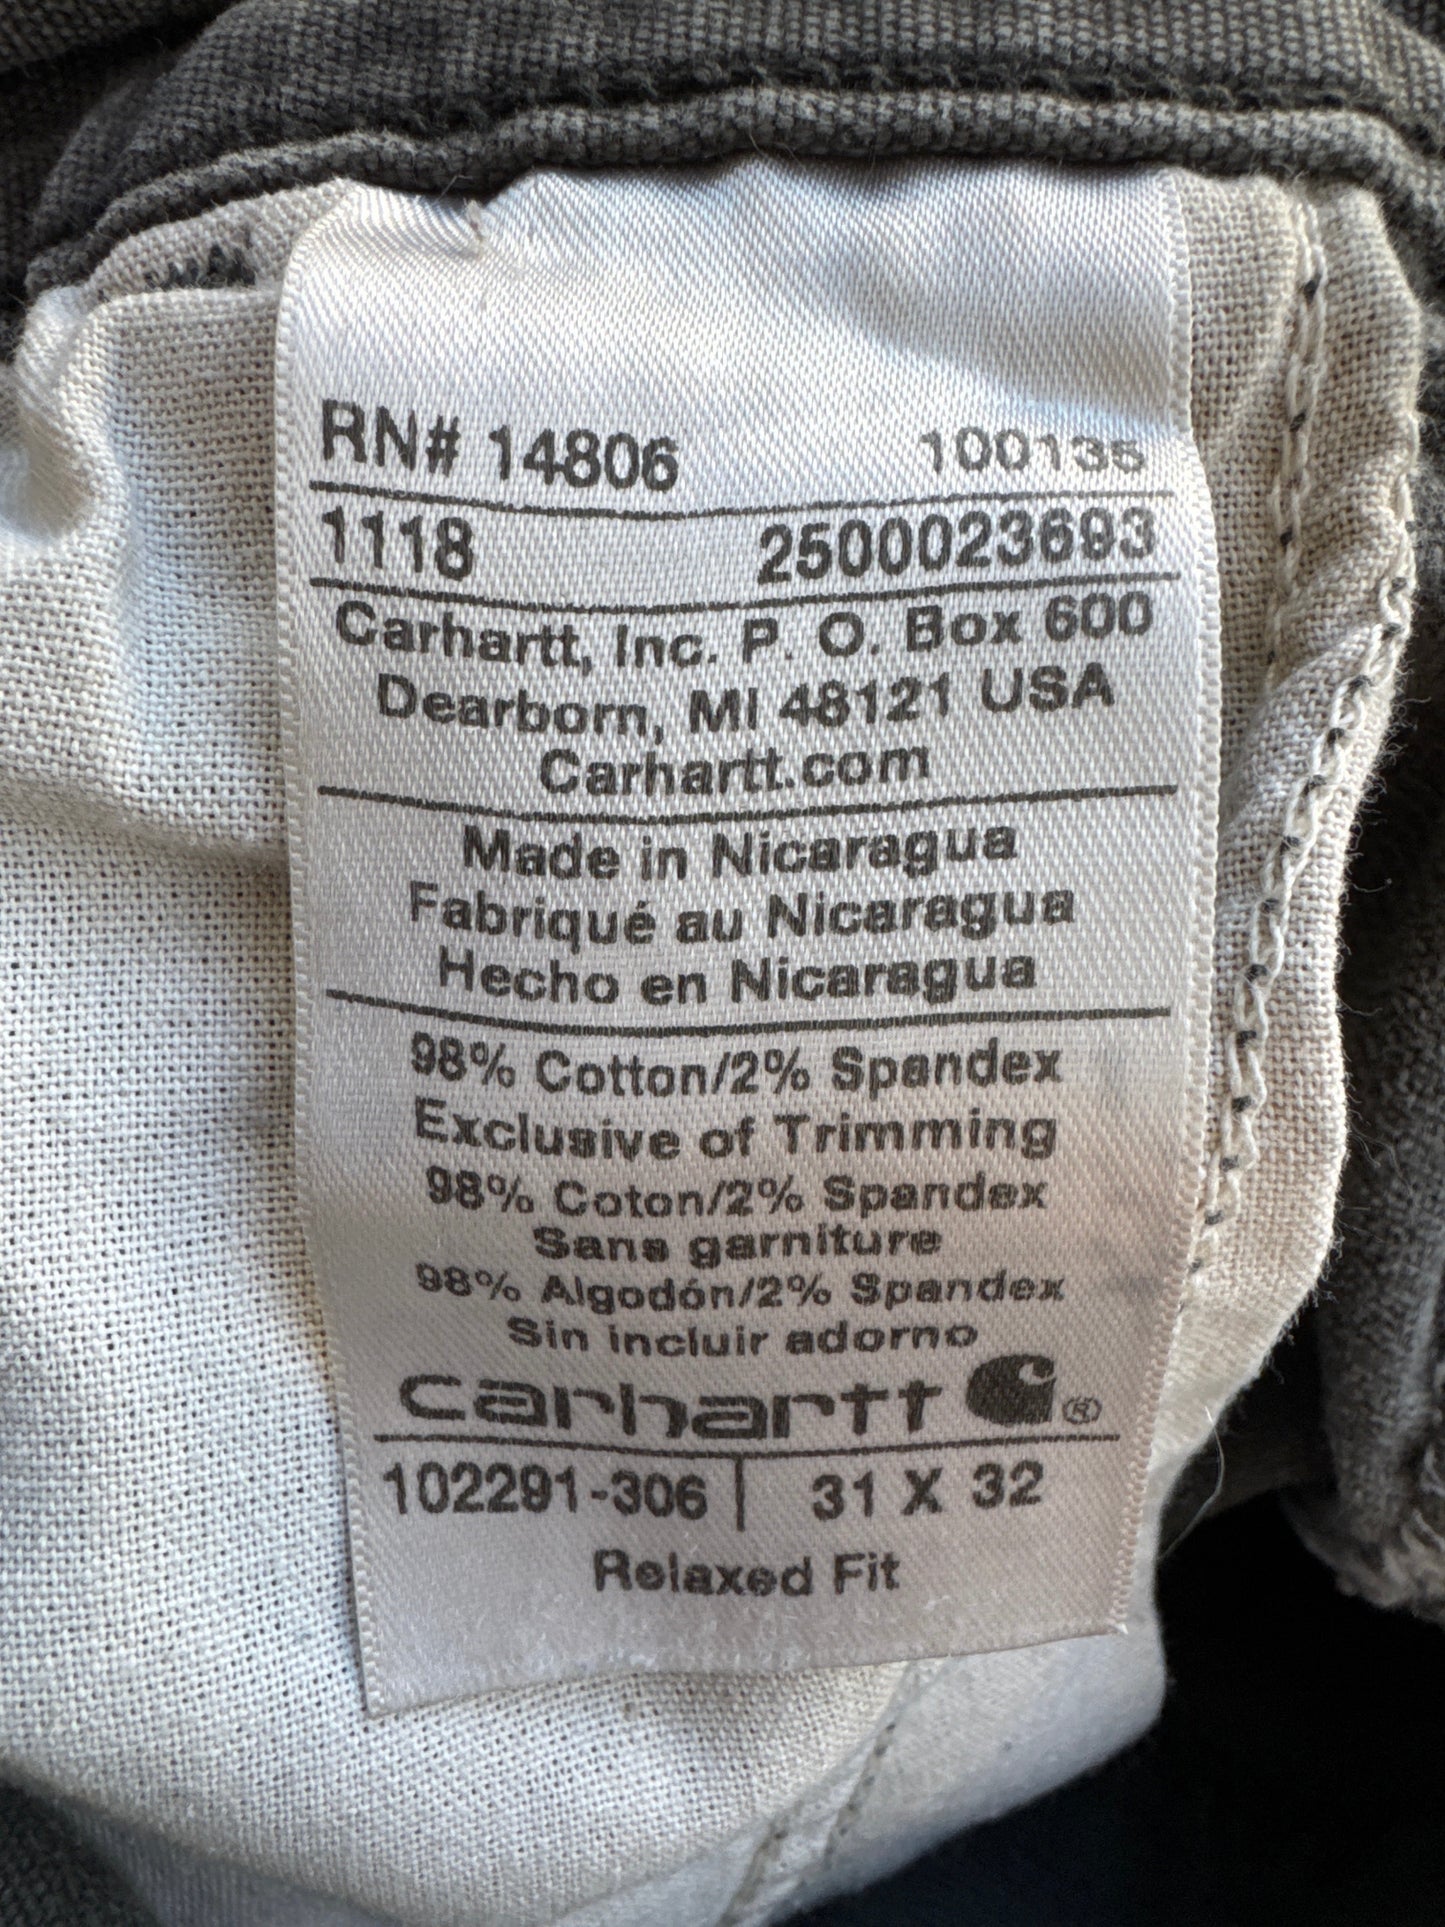 RN# 14806 100135
1118 2500023693
Carhartt, Inc. P. O. Box 600
Dearborn, MI 48121 USA
Carhartt.com
Made in Nicaragua
Fabriqué au Nicaragua
Hecho en Nicaragua
98% Cotton/2% Spandex
Exclusive of Trimming
98% Coton/2% Spandex
Sans garniture
98% Algodón/2% Spandex
Sin incluir adorno
carhartt ®
102291-306 | 31 X 32
Relaxed Fit